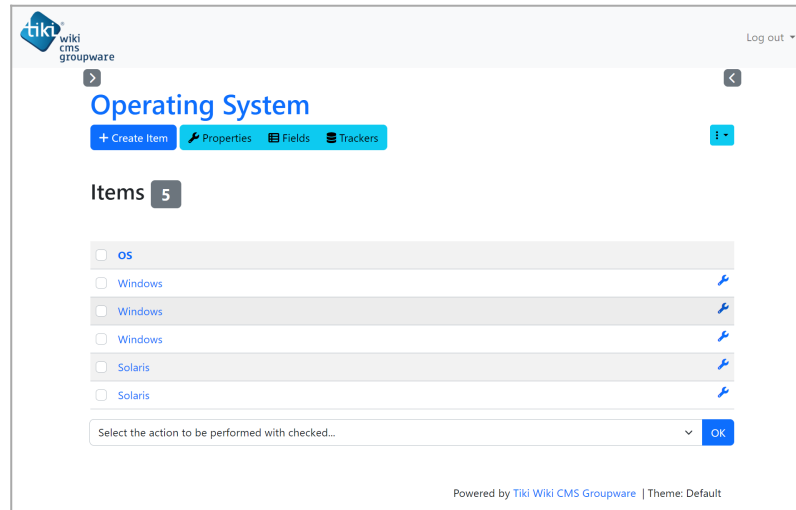 tiki®
wiki
cms
groupware
Log out
Operating System
+ Create Item Properties Fields Trackers
Items 5
OS
Windows
Windows
Windows
Solaris
Solaris
Select the action to be performed with checked... OK
Powered by Tiki Wiki CMS Groupware | Theme: Default